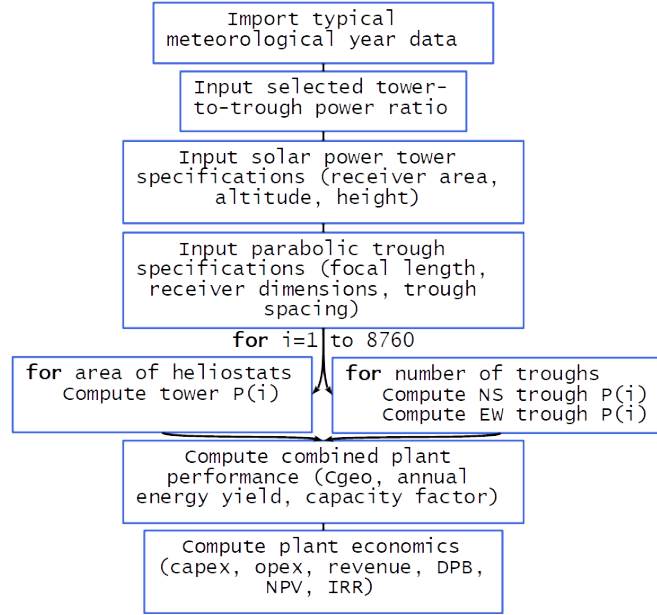 Import typical
meteorological year data
Input selected tower-
to-trough power ratio
Input solar power tower
specifications (receiver area,
altitude, height)
Input parabolic trough
specifications (focal length,
receiver dimensions, trough
spacing)
for i=1 to 8760
for area of heliostats
Compute tower P(i)
for number of troughs
Compute NS trough P(i)
Compute EW trough P(i)
Compute combined plant
performance (Cgeo, annual
energy yield, capacity factor)
Compute plant economics
(capex, opex, revenue, DPB,
NPV, IRR)